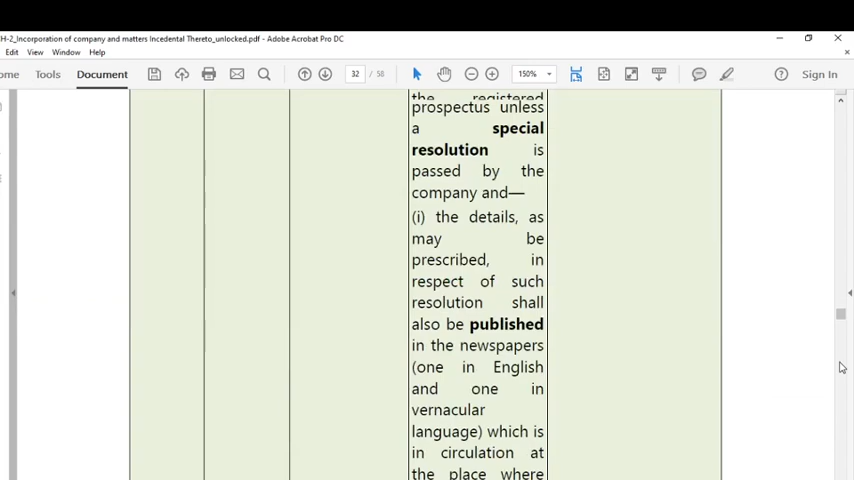 H-2_Incorporation of company and matters Incedental Thereto_unlocked.pdf - Adobe Acrobat Pro DC
Edit View Window Help
ome Tools Document 32 / 58 150% Sign In
the registered
prospectus unless
a special
resolution is
passed by the
company and—
(i) the details, as
may be
prescribed, in
respect of such
resolution shall
also be published
in the newspapers
(one in English
and one in
vernacular
language) which is
in circulation at
the place where